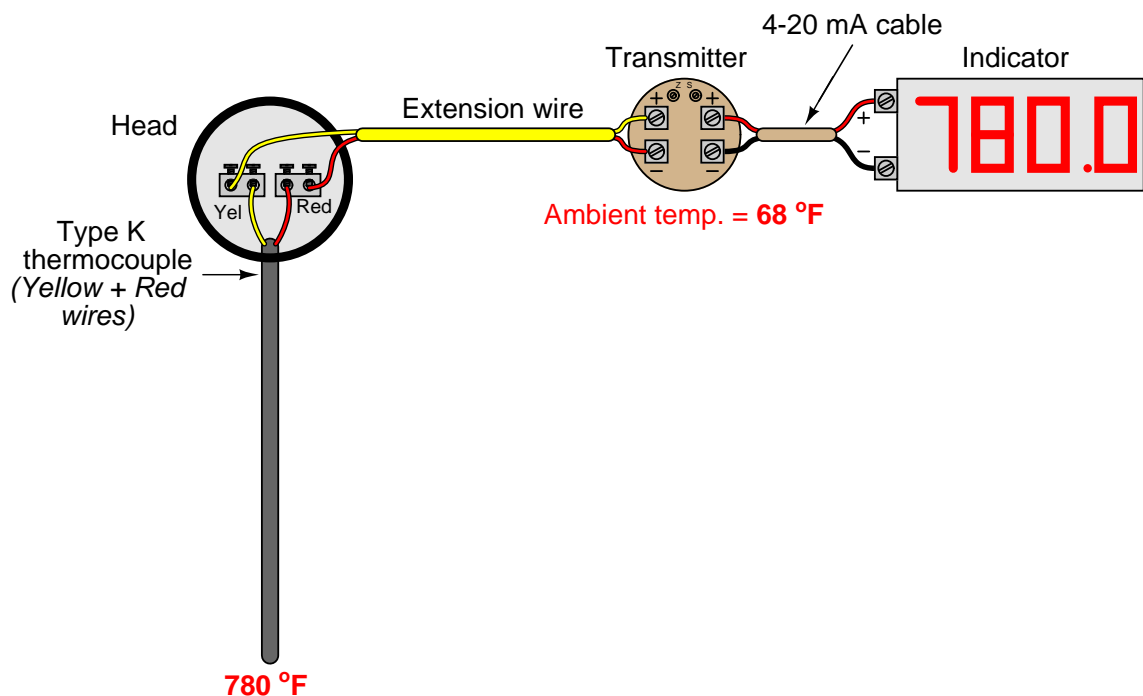 4-20 mA cable
Transmitter
Indicator
Head
Extension wire
Z S
+ +
- -
+
-
780.0
Yel
Red
Ambient temp. = 68 °F
Type K
thermocouple
(Yellow + Red
wires)
780 °F